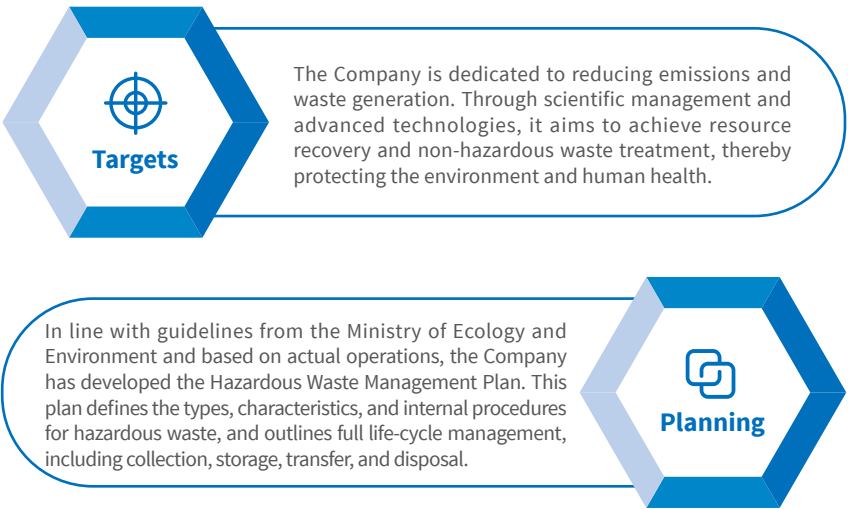 Targets
The Company is dedicated to reducing emissions and
waste generation. Through scientific management and
advanced technologies, it aims to achieve resource
recovery and non-hazardous waste treatment, thereby
protecting the environment and human health.
In line with guidelines from the Ministry of Ecology and
Environment and based on actual operations, the Company
has developed the Hazardous Waste Management Plan. This
plan defines the types, characteristics, and internal procedures
for hazardous waste, and outlines full life-cycle management,
including collection, storage, transfer, and disposal.
Planning